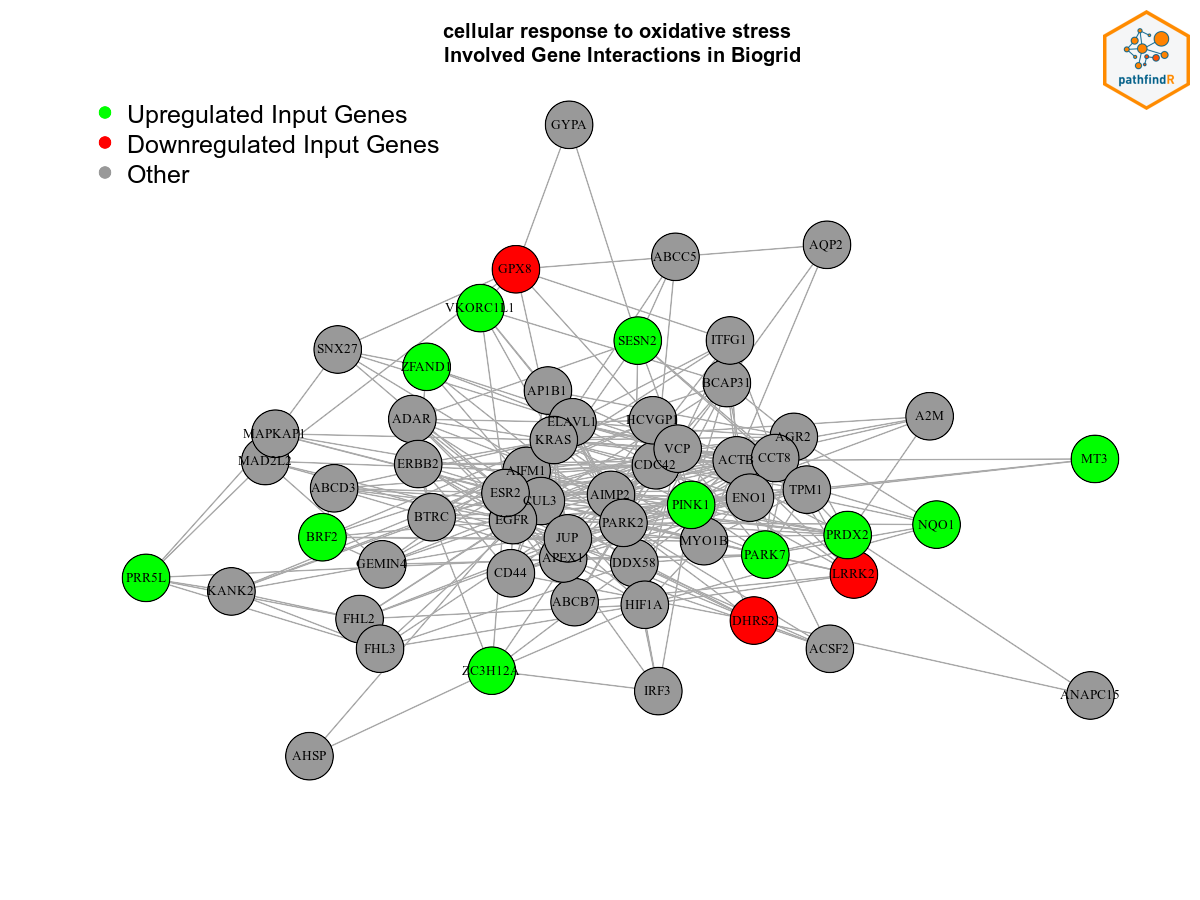 cellular response to oxidative stress
Involved Gene Interactions in Biogrid
pathfindR
Upregulated Input Genes
Downregulated Input Genes
Other
GYPA
AQP2
ABCC5
GPX8
VKORC1L1
SESN2
ITFG1
SNX27
ZFAND1
BCAP31
AP1B1
ADAR
ELAVL1
HCVGP1
A2M
MAPKAP1
KRAS
AGR2
VCP
MAD2L2
ERBB2
AIFM1
CDC42
ACTB
CCT8
MT3
ABCD3
ESR2
CUL3
AIMP2
PINK1
ENO1
TPM1
BTRC
EGFR
PARK2
NQO1
BRF2
JUP
MYO1B
PRDX2
GEMIN4
APEX1
DDX58
PARK7
PRR5L
CD44
LRRK2
KANK2
ABCB7
HIF1A
FHL2
DHRS2
FHL3
ACSF2
ZC3H12A
IRF3
ANAPC15
AHSP